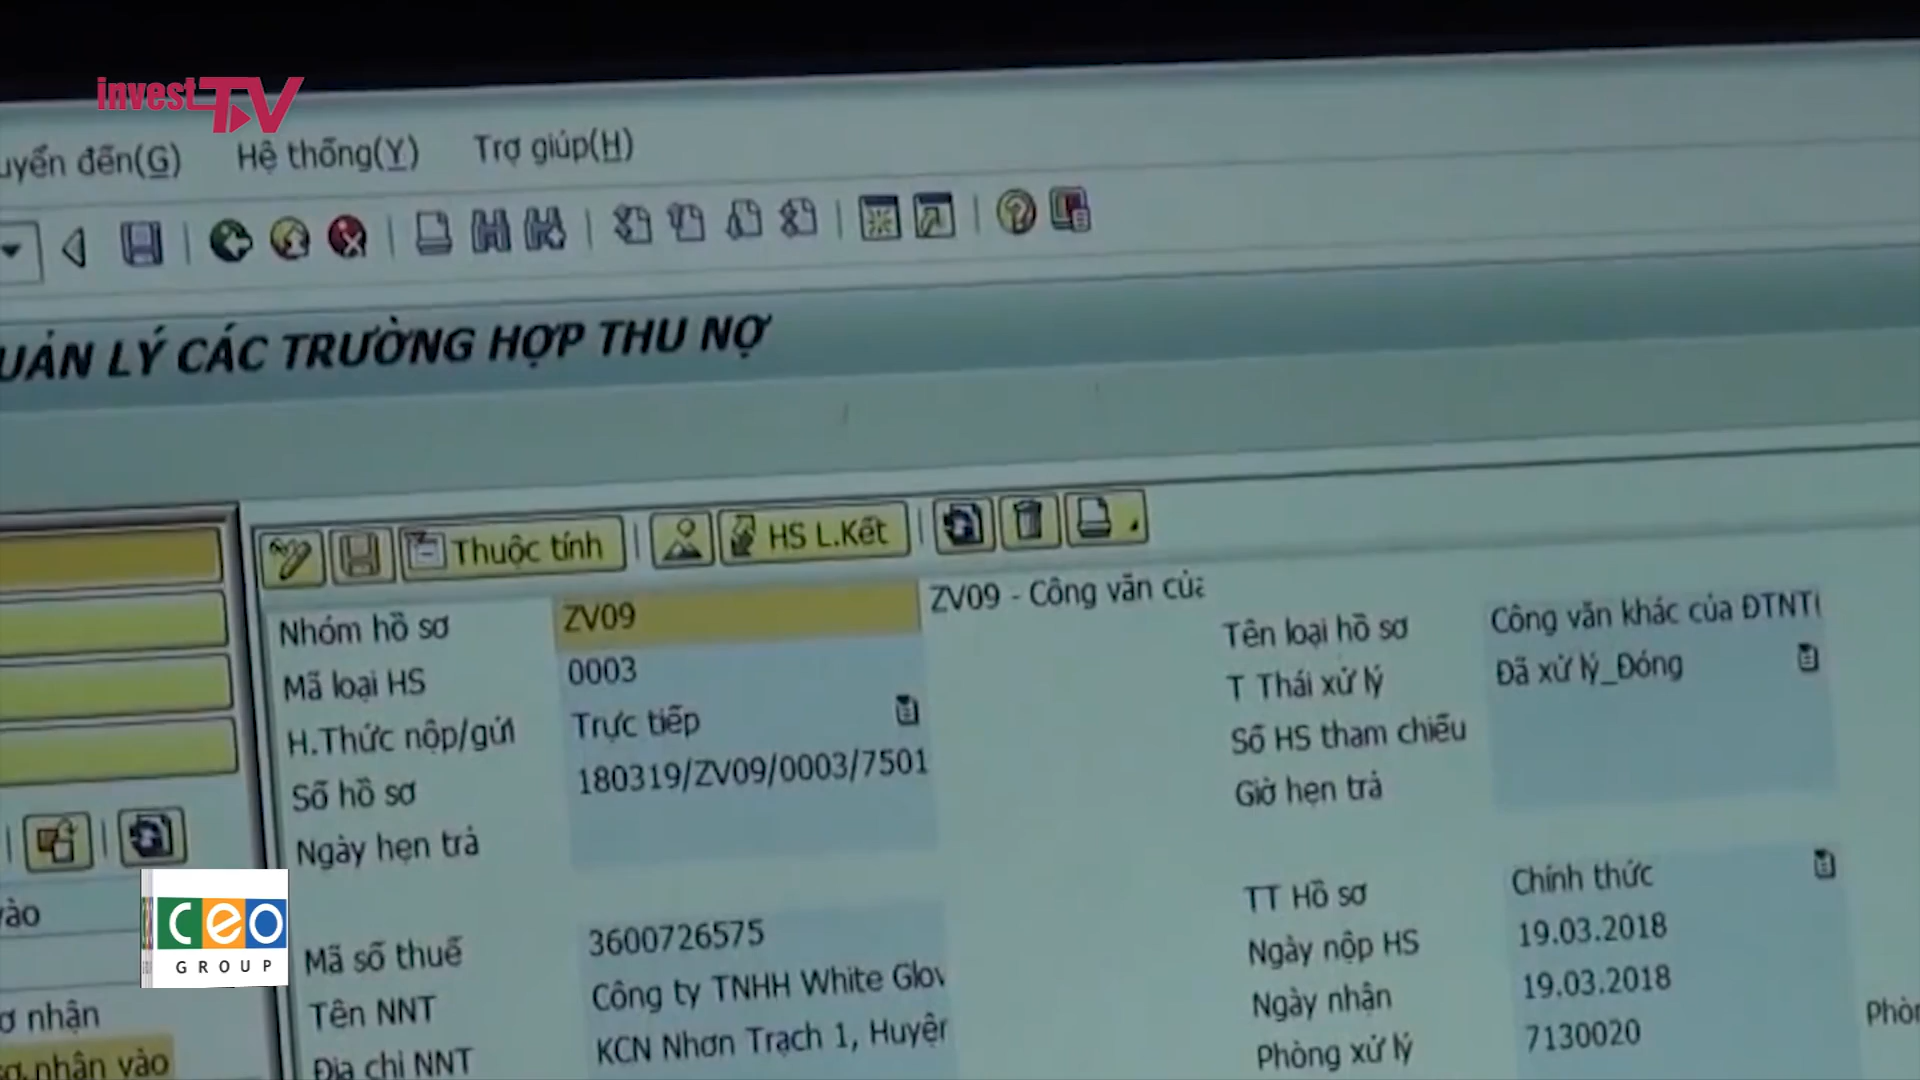 invest TV
uyển đến(G) Hệ thống(Y) Trợ giúp(H)
UẢN LÝ CÁC TRƯỜNG HỢP THU NỢ
Thuộc tính HS L.Kết
Nhóm hồ sơ ZV09 ZV09 - Công văn của
Mã loại HS 0003
H.Thức nộp/gửi Trực tiếp
Số hồ sơ 180319/ZV09/0003/7501
Ngày hẹn trả
Tên loại hồ sơ Công văn khác của ĐTNT(
T Thái xử lý Đã xử lý_Đóng
Số HS tham chiếu
Giờ hẹn trả
Mã số thuế 3600726575
Tên NNT Công ty TNHH White Glov
Địa chỉ NNT KCN Nhơn Trạch 1, Huyện
TT Hồ sơ Chính thức
Ngày nộp HS 19.03.2018
Ngày nhận 19.03.2018
Phòng xử lý 7130020 Phòn
vào
ơ nhận
ơ nhận vào
ceo
GROUP